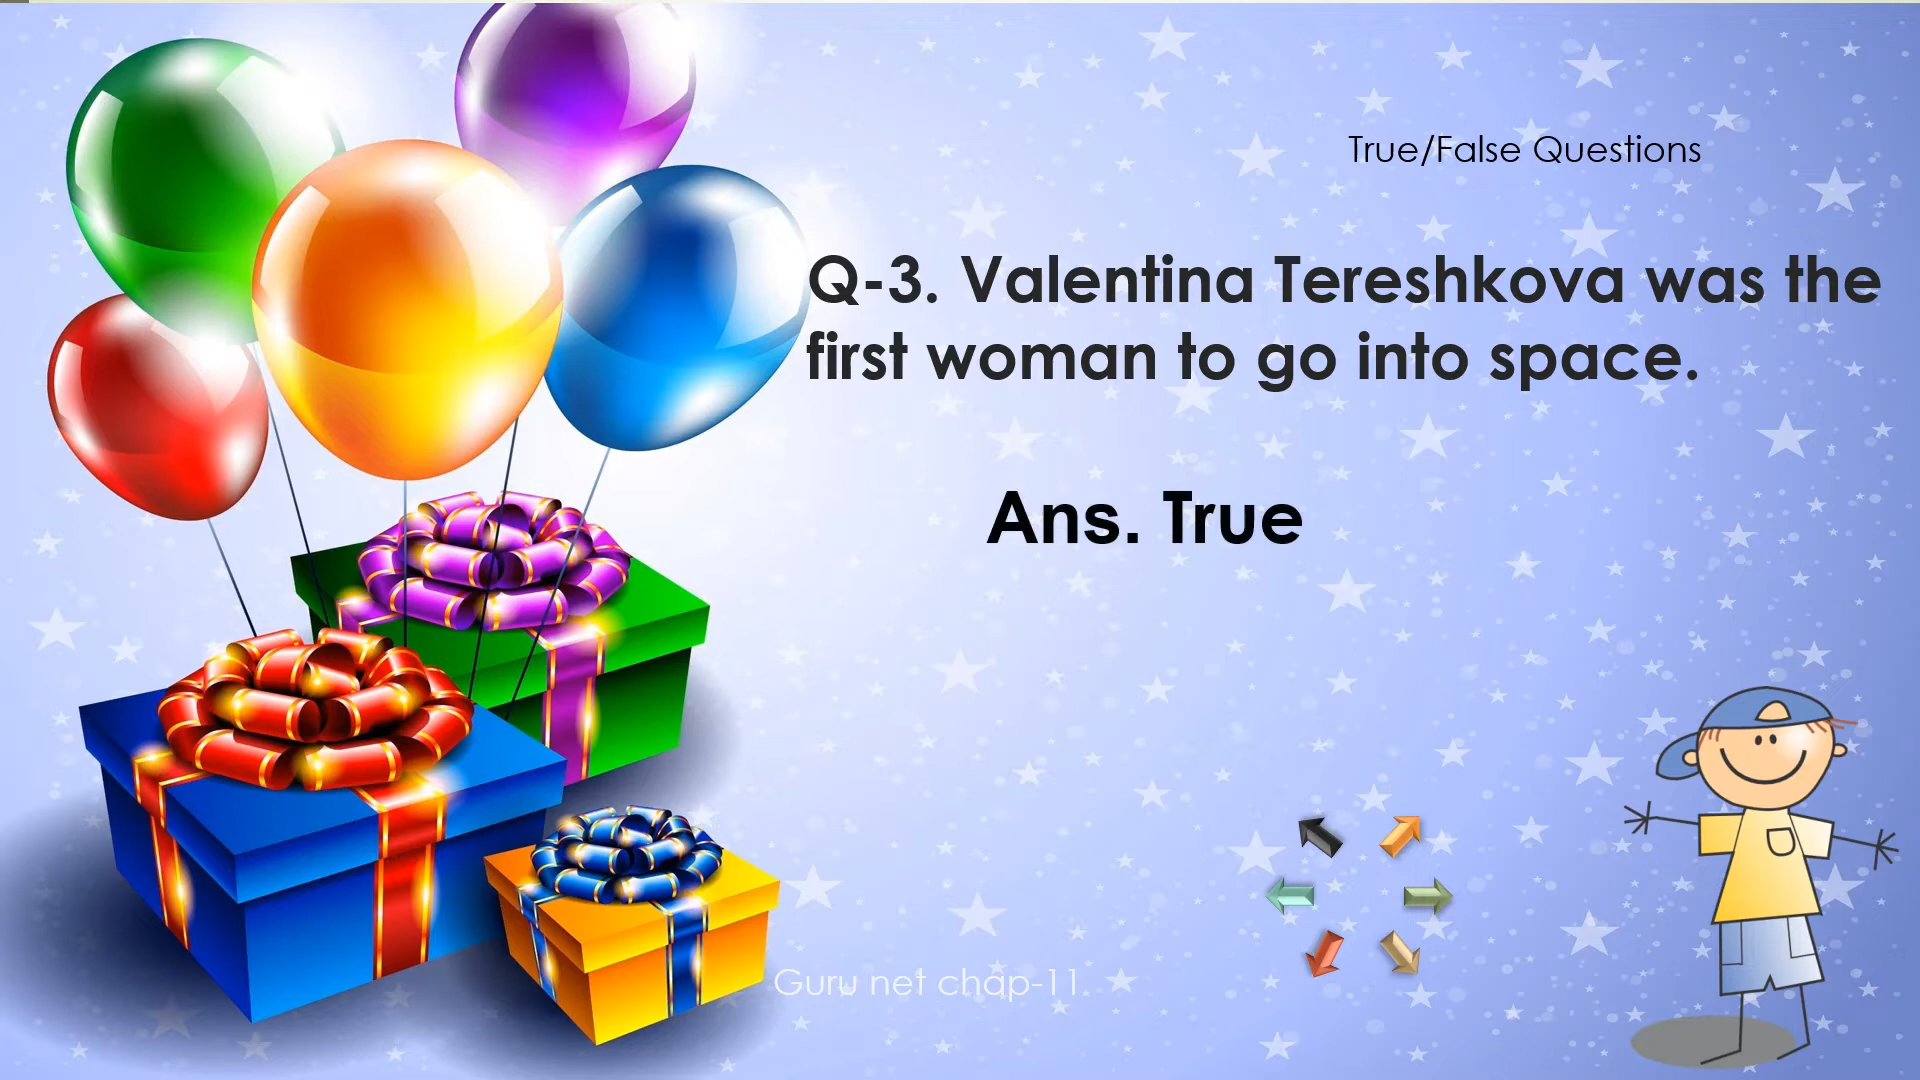 True/False Questions
Q-3. Valentina Tereshkova was the
first woman to go into space.
Ans. True
Guru net chap-11